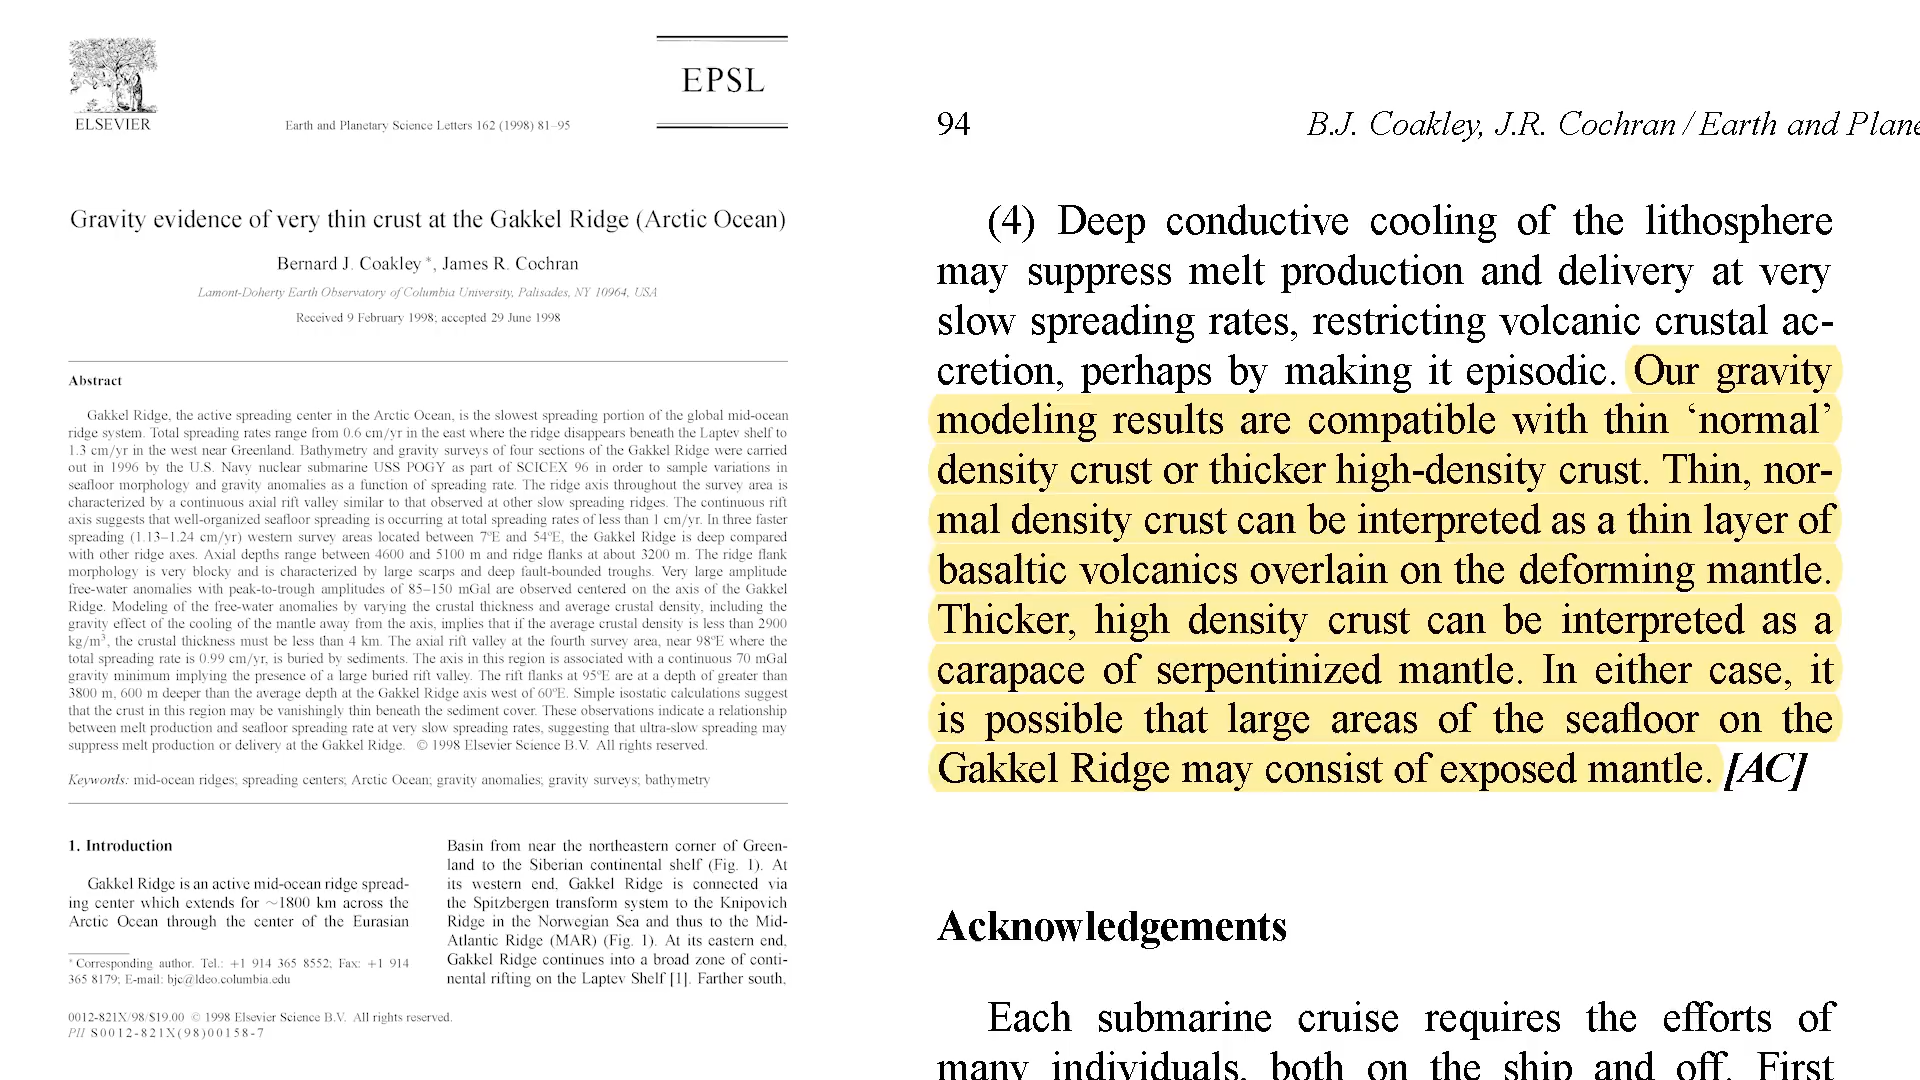 ELSEVIER
EPSL
Earth and Planetary Science Letters 162 (1998) 81–95
Gravity evidence of very thin crust at the Gakkel Ridge (Arctic Ocean)
Bernard J. Coakley *, James R. Cochran
Lamont-Doherty Earth Observatory of Columbia University, Palisades, NY 10964, USA
Received 9 February 1998; accepted 29 June 1998
Abstract
Gakkel Ridge, the active spreading center in the Arctic Ocean, is the slowest spreading portion of the global mid-ocean
ridge system. Total spreading rates range from 0.6 cm/yr in the east where the ridge disappears beneath the Laptev shelf to
1.3 cm/yr in the west near Greenland. Bathymetry and gravity surveys of four sections of the Gakkel Ridge were carried
out in 1996 by the U.S. Navy nuclear submarine USS POGY as part of SCICEX 96 in order to sample variations in
seafloor morphology and gravity anomalies as a function of spreading rate. The ridge axis throughout the survey area is
characterized by a continuous axial rift valley similar to that observed at other slow spreading ridges. The continuous rift
axis suggests that well-organized seafloor spreading is occurring at total spreading rates of less than 1 cm/yr. In three faster
spreading (1.13–1.24 cm/yr) western survey areas located between 7°E and 54°E, the Gakkel Ridge is deep compared
with other ridge axes. Axial depths range between 4600 and 5100 m and ridge flanks at about 3200 m. The ridge flank
morphology is very blocky and is characterized by large scarps and deep fault-bounded troughs. Very large amplitude
free-water anomalies with peak-to-trough amplitudes of 85–150 mGal are observed centered on the axis of the Gakkel
Ridge. Modeling of the free-water anomalies by varying the crustal thickness and average crustal density, including the
gravity effect of the cooling of the mantle away from the axis, implies that if the average crustal density is less than 2900
kg/m³, the crustal thickness must be less than 4 km. The axial rift valley at the fourth survey area, near 98°E where the
total spreading rate is 0.99 cm/yr, is buried by sediments. The axis in this region is associated with a continuous 70 mGal
gravity minimum implying the presence of a large buried rift valley. The rift flanks at 95°E are at a depth of greater than
3800 m, 600 m deeper than the average depth at the Gakkel Ridge axis west of 60°E. Simple isostatic calculations suggest
that the crust in this region may be vanishingly thin beneath the sediment cover. These observations indicate a relationship
between melt production and seafloor spreading rate at very slow spreading rates, suggesting that ultra-slow spreading may
suppress melt production or delivery at the Gakkel Ridge. © 1998 Elsevier Science B.V. All rights reserved.
Keywords: mid-ocean ridges; spreading centers; Arctic Ocean; gravity anomalies; gravity surveys; bathymetry
1. Introduction
Gakkel Ridge is an active mid-ocean ridge spread-
ing center which extends for ~1800 km across the
Arctic Ocean through the center of the Eurasian
* Corresponding author. Tel.: +1 914 365 8552; Fax: +1 914
365 8179; E-mail: bjc@ldeo.columbia.edu
Basin from near the northeastern corner of Green-
land to the Siberian continental shelf (Fig. 1). At
its western end, Gakkel Ridge is connected via
the Spitzbergen transform system to the Knipovich
Ridge in the Norwegian Sea and thus to the Mid-
Atlantic Ridge (MAR) (Fig. 1). At its eastern end,
Gakkel Ridge continues into a broad zone of conti-
nental rifting on the Laptev Shelf [1]. Farther south,
0012-821X/98/$19.00 © 1998 Elsevier Science B.V. All rights reserved.
PII S0012-821X(98)00158-7
94
B.J. Coakley, J.R. Cochran / Earth and Plane
(4) Deep conductive cooling of the lithosphere
may suppress melt production and delivery at very
slow spreading rates, restricting volcanic crustal ac-
cretion, perhaps by making it episodic. Our gravity
modeling results are compatible with thin ‘normal’
density crust or thicker high-density crust. Thin, nor-
mal density crust can be interpreted as a thin layer of
basaltic volcanics overlain on the deforming mantle.
Thicker, high density crust can be interpreted as a
carapace of serpentinized mantle. In either case, it
is possible that large areas of the seafloor on the
Gakkel Ridge may consist of exposed mantle. [AC]
Acknowledgements
Each submarine cruise requires the efforts of
many individuals, both on the ship and off. First